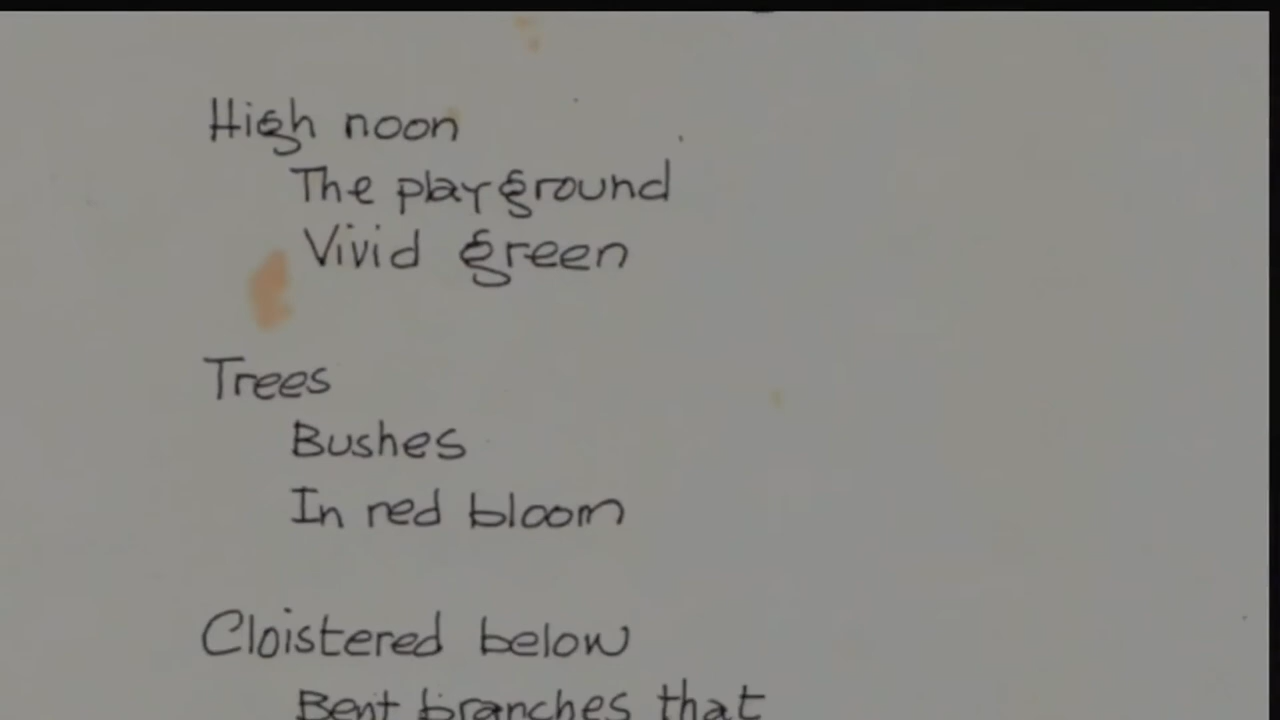 High noon
The playground
Vivid green
Trees
Bushes
In red bloom
Cloistered below
Bent branches that